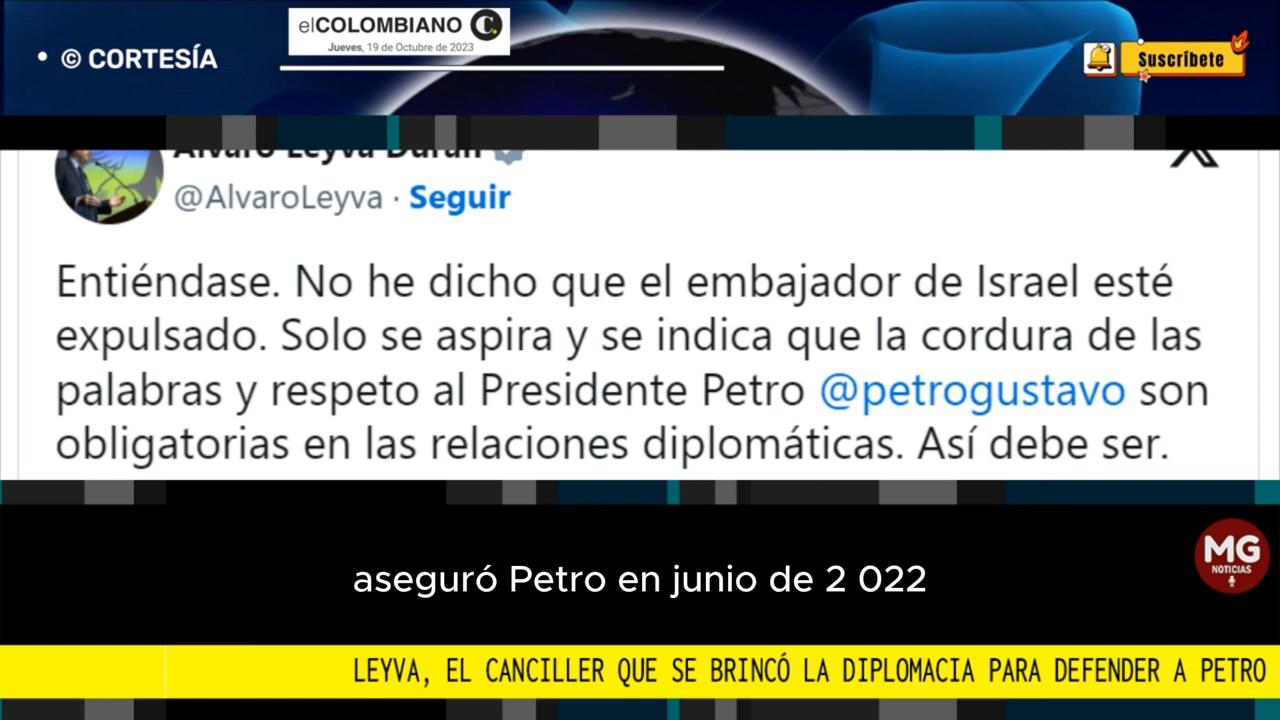 • © CORTESÍA
elCOLOMBIANO C.
Jueves, 19 de Octubre de 2023
Suscríbete
Alvaro Leyva Durán
@AlvaroLeyva · Seguir
Entiéndase. No he dicho que el embajador de Israel esté
expulsado. Solo se aspira y se indica que la cordura de las
palabras y respeto al Presidente Petro @petrogustavo son
obligatorias en las relaciones diplomáticas. Así debe ser.
aseguró Petro en junio de 2 022
MG
NOTICIAS
LEYVA, EL CANCILLER QUE SE BRINCÓ LA DIPLOMACIA PARA DEFENDER A PETRO